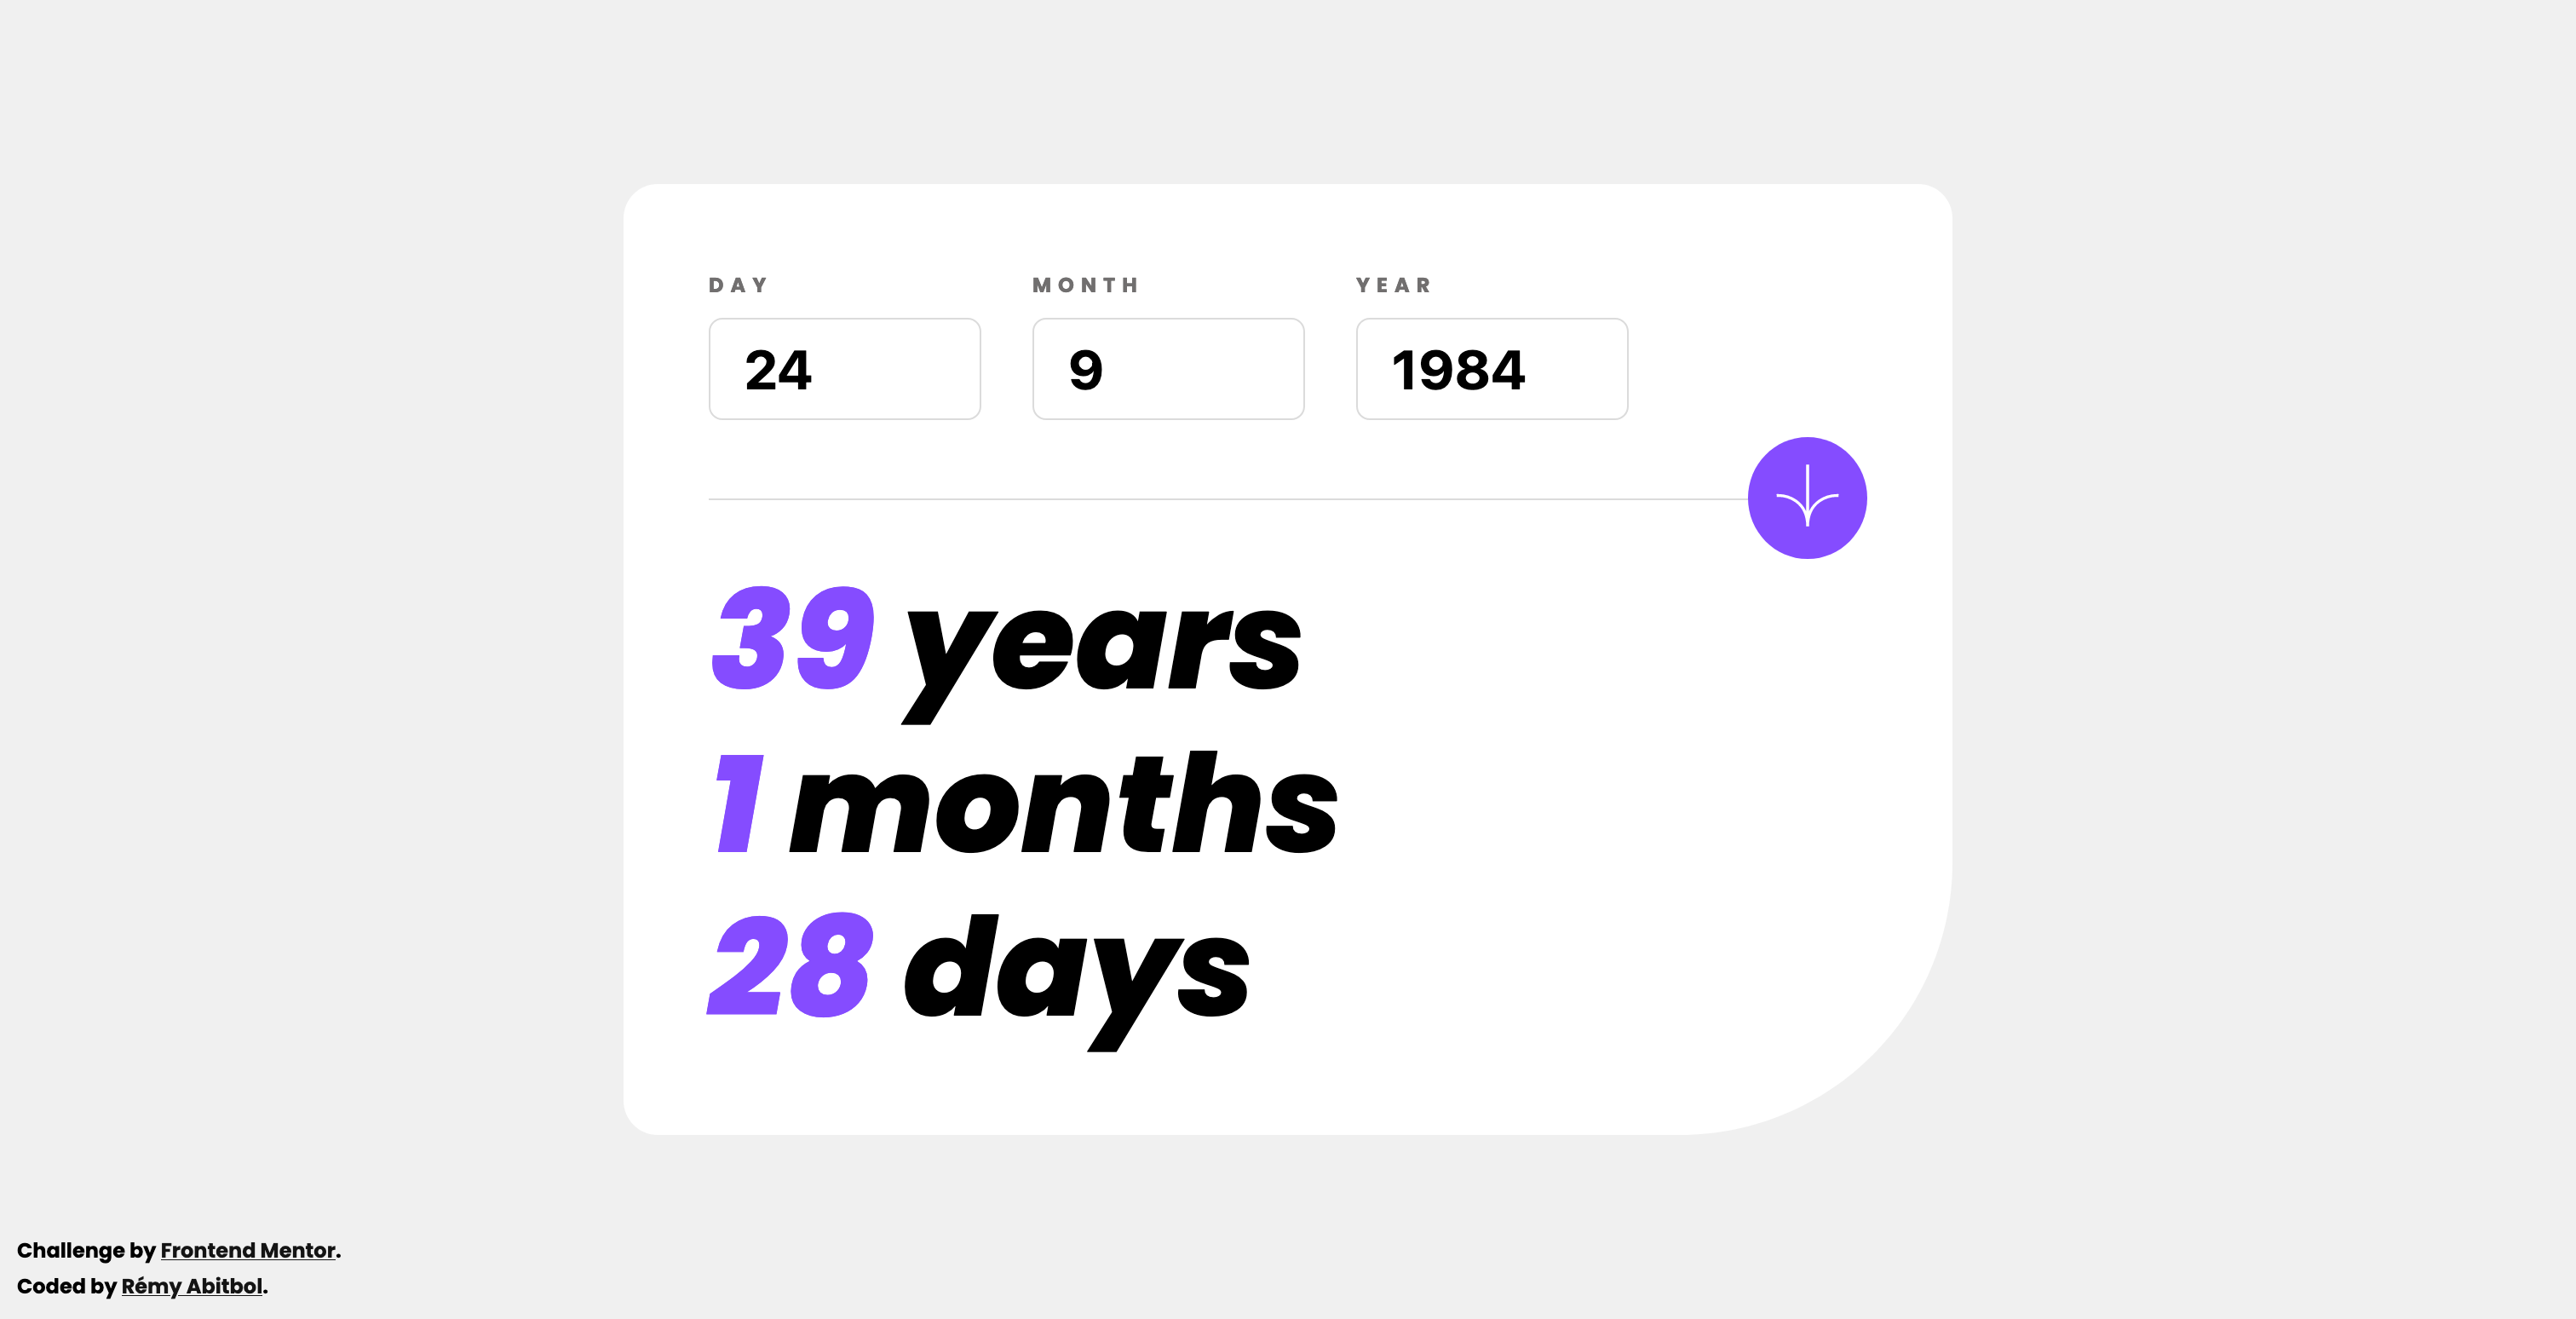 DAY MONTH YEAR
24 9 1984
39 years
1 months
28 days
Challenge by Frontend Mentor.
Coded by Rémy Abitbol.